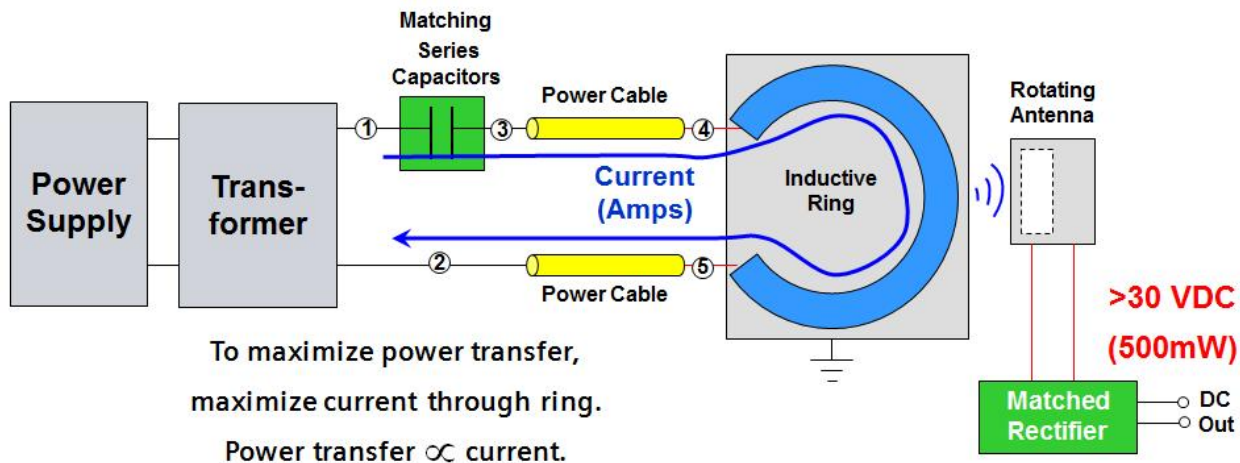 Matching
Series
Capacitors
Power
Supply
Trans-
former
1
3
Power Cable
4
Current
(Amps)
Inductive
Ring
Rotating
Antenna
2
5
Power Cable
>30 VDC
(500mW)
Matched
Rectifier
DC
Out
To maximize power transfer,
maximize current through ring.
Power transfer ∝ current.